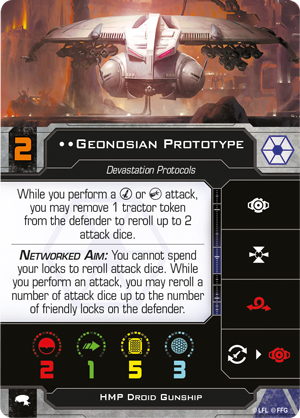 2
••Geonosian Prototype
Devastation Protocols
While you perform a or attack,
you may remove 1 tractor token
from the defender to reroll up to 2
attack dice.
Networked Aim: You cannot spend
your locks to reroll attack dice. While
you perform an attack, you may reroll a
number of attack dice up to the number
of friendly locks on the defender.
2 1 5 3
HMP Droid Gunship
©LFL ©FFG